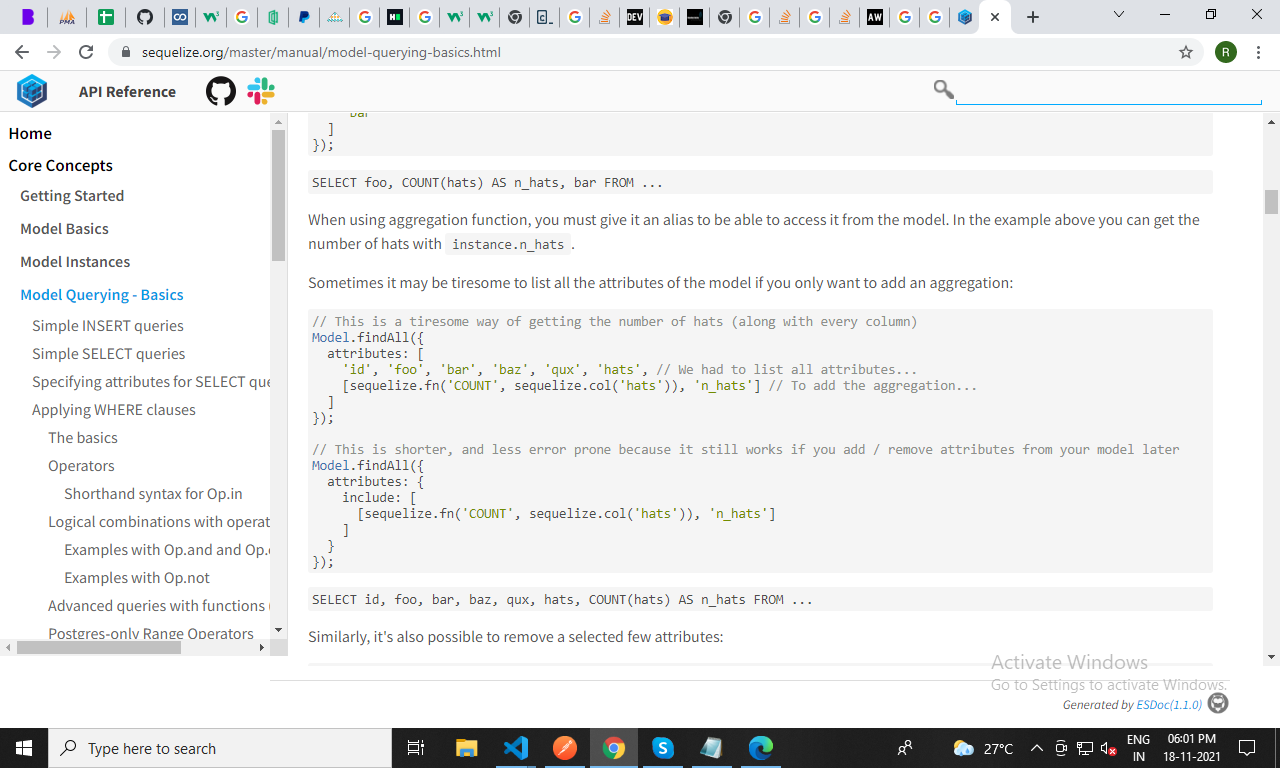 sequelize.org/master/manual/model-querying-basics.html
R
API Reference
Home
Core Concepts
Getting Started
Model Basics
Model Instances
Model Querying - Basics
Simple INSERT queries
Simple SELECT queries
Specifying attributes for SELECT que
Applying WHERE clauses
The basics
Operators
Shorthand syntax for Op.in
Logical combinations with operat
Examples with Op.and and Op.
Examples with Op.not
Advanced queries with functions (
Postgres-only Range Operators
bar
]
});
SELECT foo, COUNT(hats) AS n_hats, bar FROM ...
When using aggregation function, you must give it an alias to be able to access it from the model. In the example above you can get the
number of hats with instance.n_hats .
Sometimes it may be tiresome to list all the attributes of the model if you only want to add an aggregation:
// This is a tiresome way of getting the number of hats (along with every column)
Model.findAll({
attributes: [
'id', 'foo', 'bar', 'baz', 'qux', 'hats', // We had to list all attributes...
[sequelize.fn('COUNT', sequelize.col('hats')), 'n_hats'] // To add the aggregation...
]
});
// This is shorter, and less error prone because it still works if you add / remove attributes from your model later
Model.findAll({
attributes: {
include: [
[sequelize.fn('COUNT', sequelize.col('hats')), 'n_hats']
]
}
});
SELECT id, foo, bar, baz, qux, hats, COUNT(hats) AS n_hats FROM ...
Similarly, it's also possible to remove a selected few attributes:
Activate Windows
Go to Settings to activate Windows.
Generated by ESDoc(1.1.0)
Type here to search
27°C
ENG
IN
06:01 PM
18-11-2021